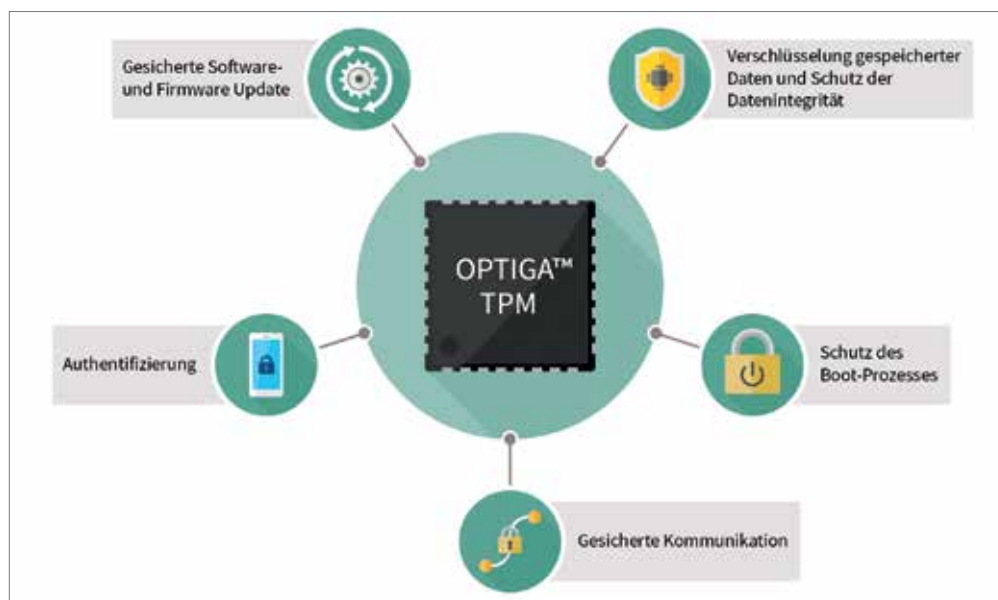 Gesicherte Software-
und Firmware Update
Verschlüsselung gespeicherter
Daten und Schutz der
Datenintegrität
OPTIGA™
TPM
Authentifizierung
Schutz des
Boot-Prozesses
Gesicherte Kommunikation